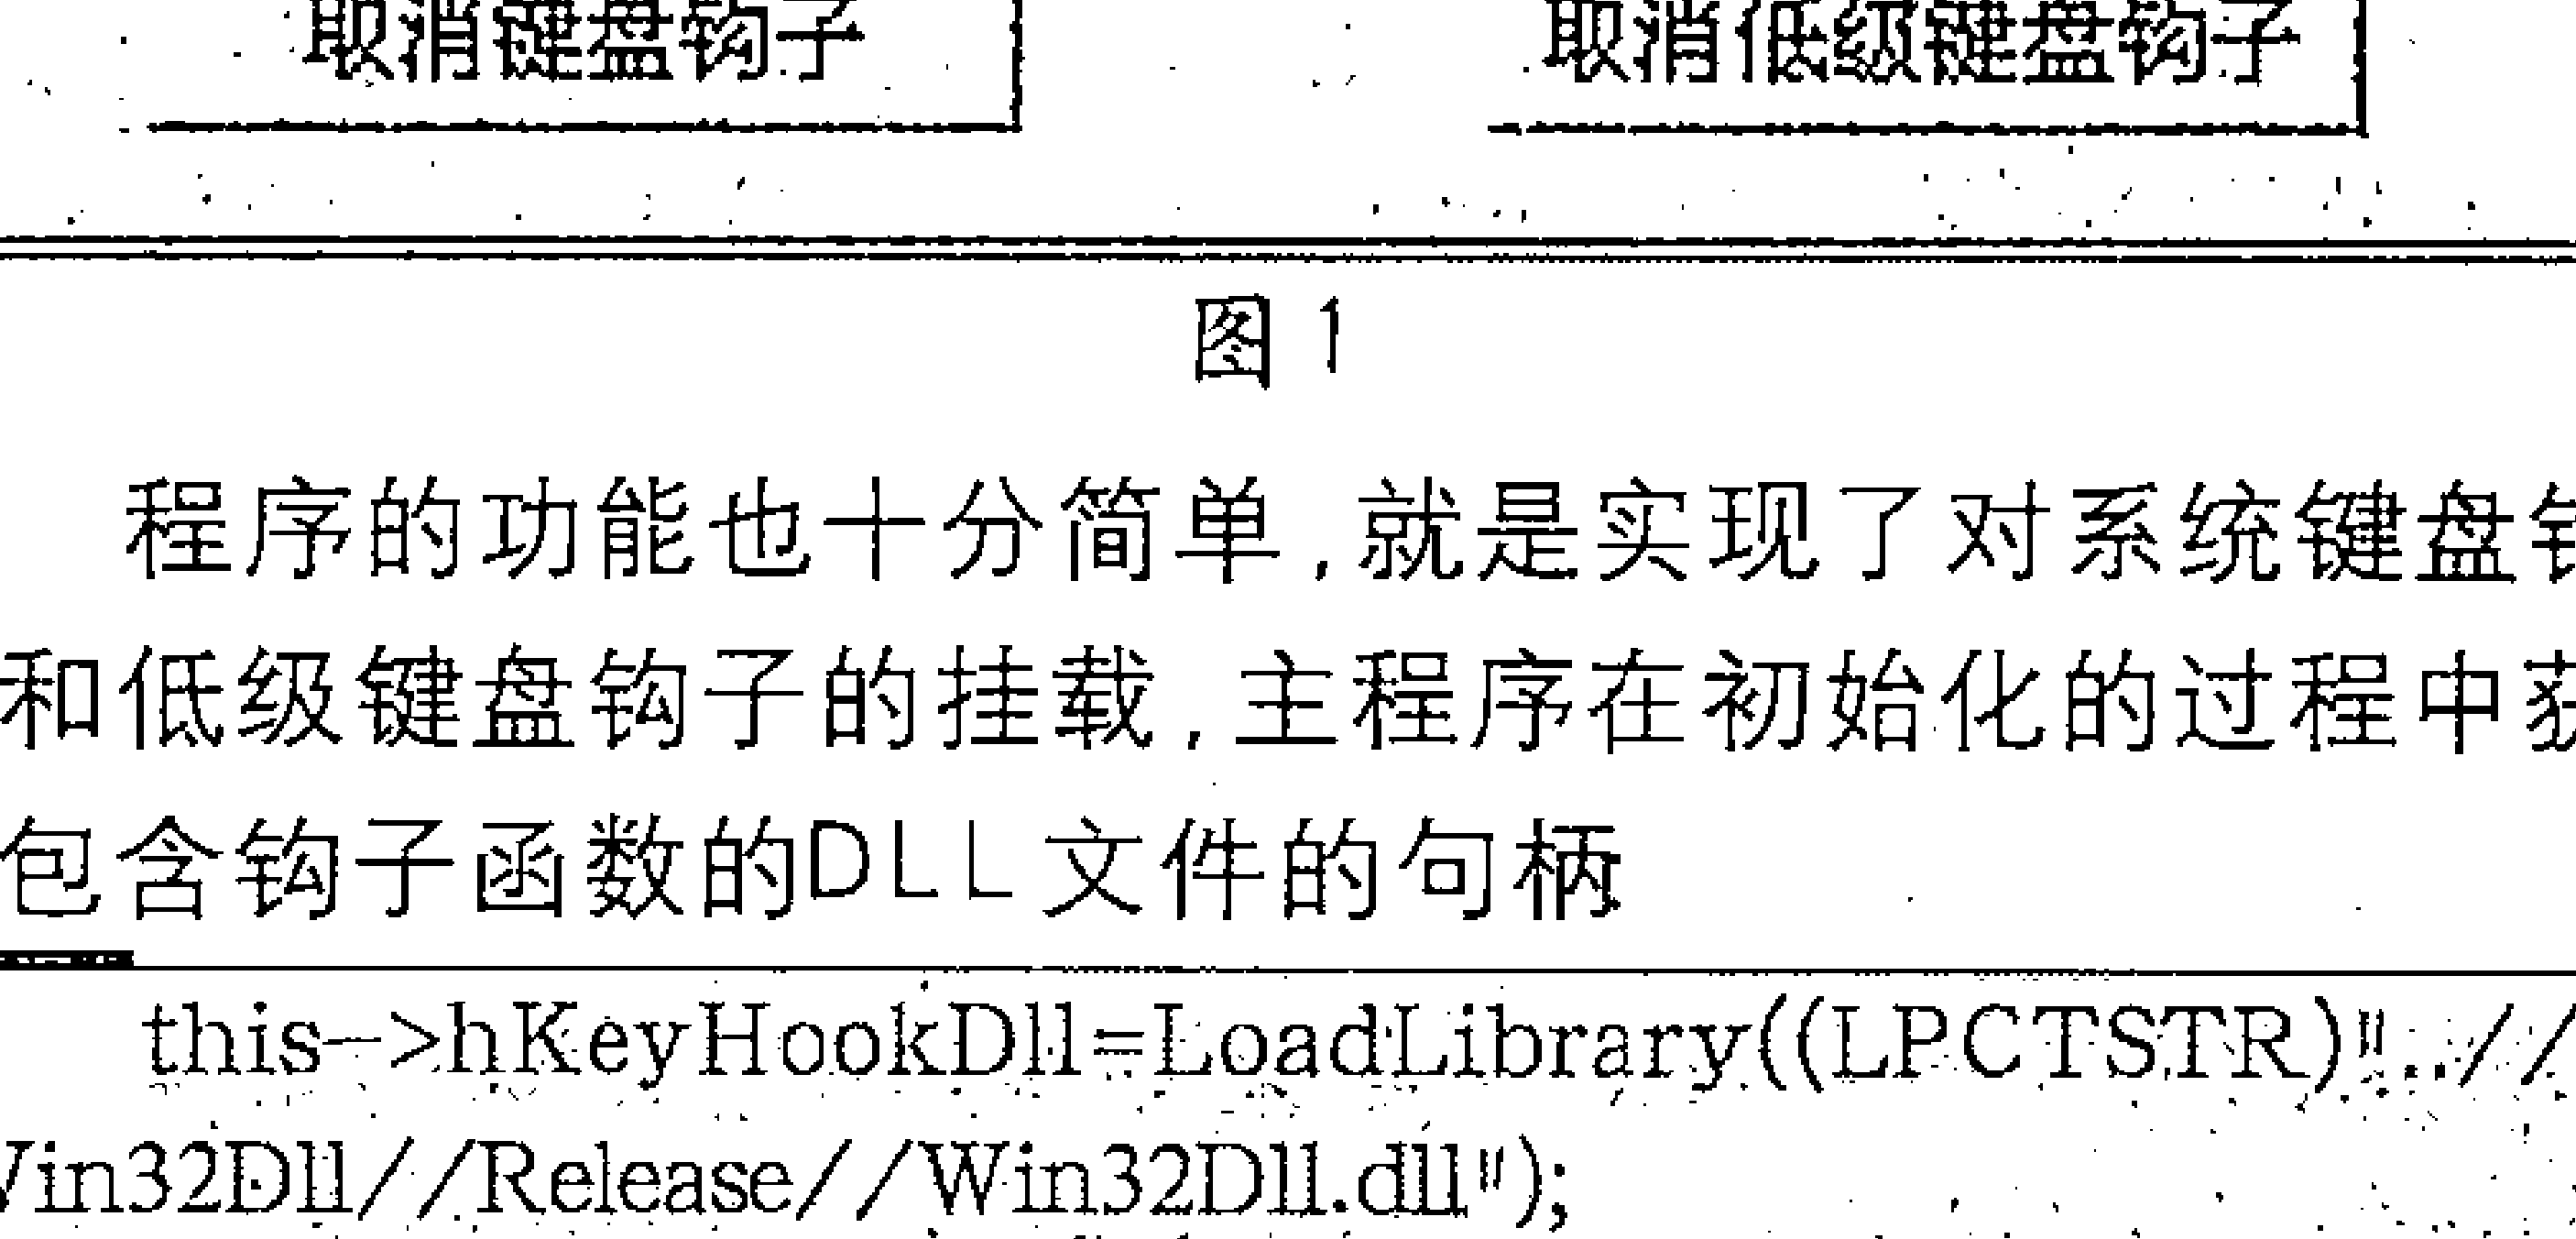 取消键盘钩子 取消低级键盘钩子
图 1
程序的功能也十分简单,就是实现了对系统键盘
和低级键盘钩子的挂载,主程序在初始化的过程中
包含钩子函数的DLL 文件的句柄
this->hKeyHookDll=LoadLibrary((LPCTSTR)"..//
in32Dll//Release//Win32Dll.dll");